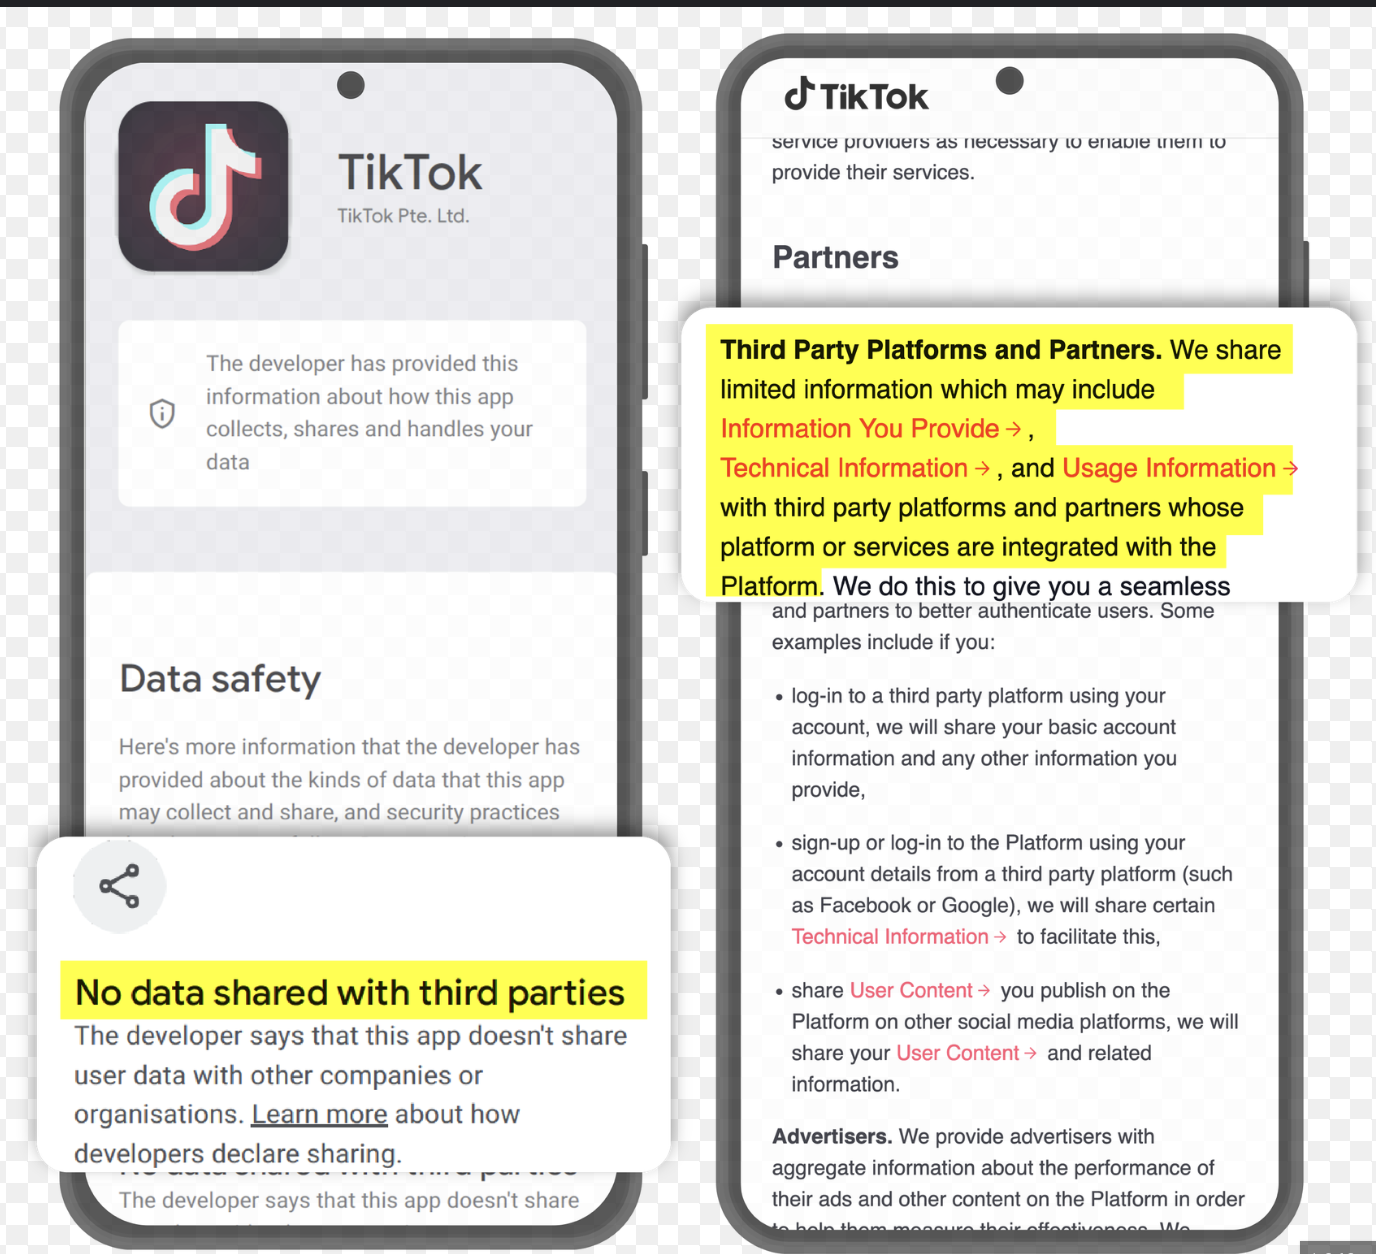 TikTok
TikTok Pte. Ltd.
The developer has provided this
information about how this app
collects, shares and handles your
data
Data safety
Here's more information that the developer has
provided about the kinds of data that this app
may collect and share, and security practices
No data shared with third parties
The developer says that this app doesn't share
user data with other companies or
organisations. Learn more about how
developers declare sharing.
No data shared with third parties
The developer says that this app doesn't share
TikTok
service providers as necessary to enable them to
provide their services.
Partners
Third Party Platforms and Partners. We share
limited information which may include
Information You Provide → ,
Technical Information → , and Usage Information →
with third party platforms and partners whose
platform or services are integrated with the
Platform. We do this to give you a seamless
and partners to better authenticate users. Some
examples include if you:
• log-in to a third party platform using your
account, we will share your basic account
information and any other information you
provide,
• sign-up or log-in to the Platform using your
account details from a third party platform (such
as Facebook or Google), we will share certain
Technical Information → to facilitate this,
• share User Content → you publish on the
Platform on other social media platforms, we will
share your User Content → and related
information.
Advertisers. We provide advertisers with
aggregate information about the performance of
their ads and other content on the Platform in order
to help them measure their effectiveness. We